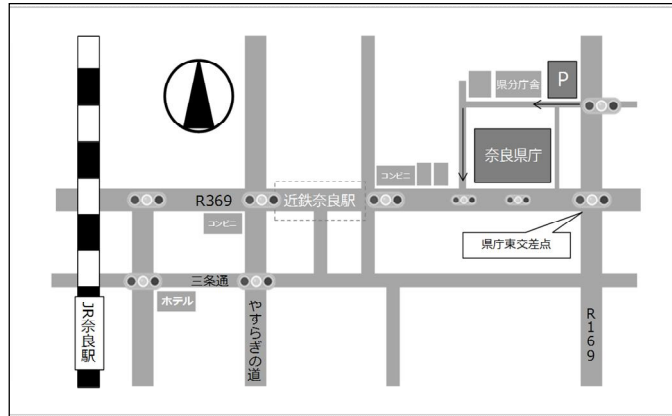 県分庁舎
P
奈良県庁
コンビニ
R369
近鉄奈良駅
コンビニ
県庁東交差点
三条通
ホテル
JR奈良駅
やすらぎの道
R169